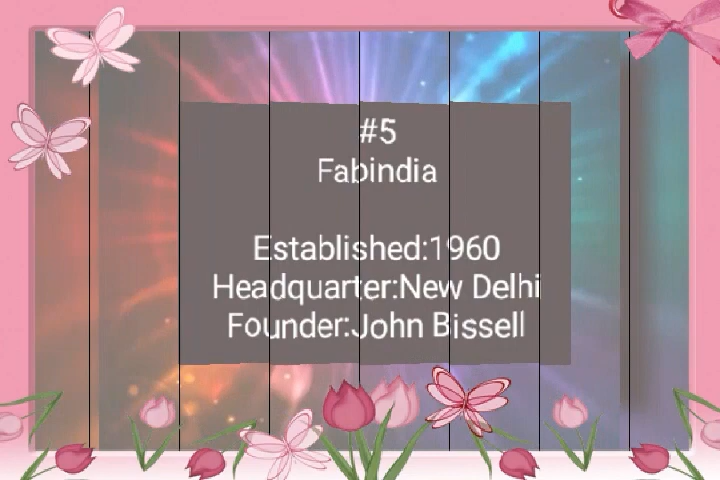 #5
Fabindia
Established:1960
Headquarter:New Delhi
Founder:John Bissell